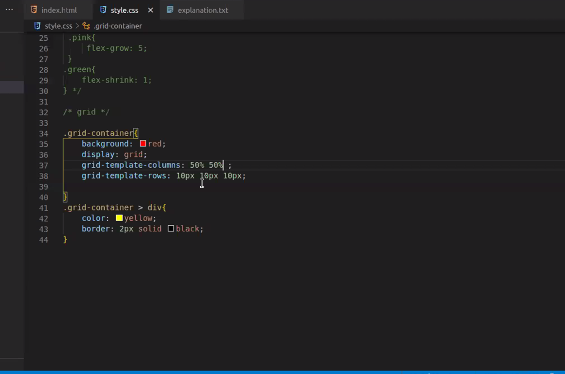 index.html style.css explanation.txt
style.css > .grid-container
25 .pink{
26 flex-grow: 5;
27 }
28 .green{
29 flex-shrink: 1;
30 } */
31
32 /* grid */
33
34 .grid-container{
35 background: red;
36 display: grid;
37 grid-template-columns: 50% 50% ;
38 grid-template-rows: 10px 10px 10px;
39
40 }
41 .grid-container > div{
42 color: yellow;
43 border: 2px solid black;
44 }